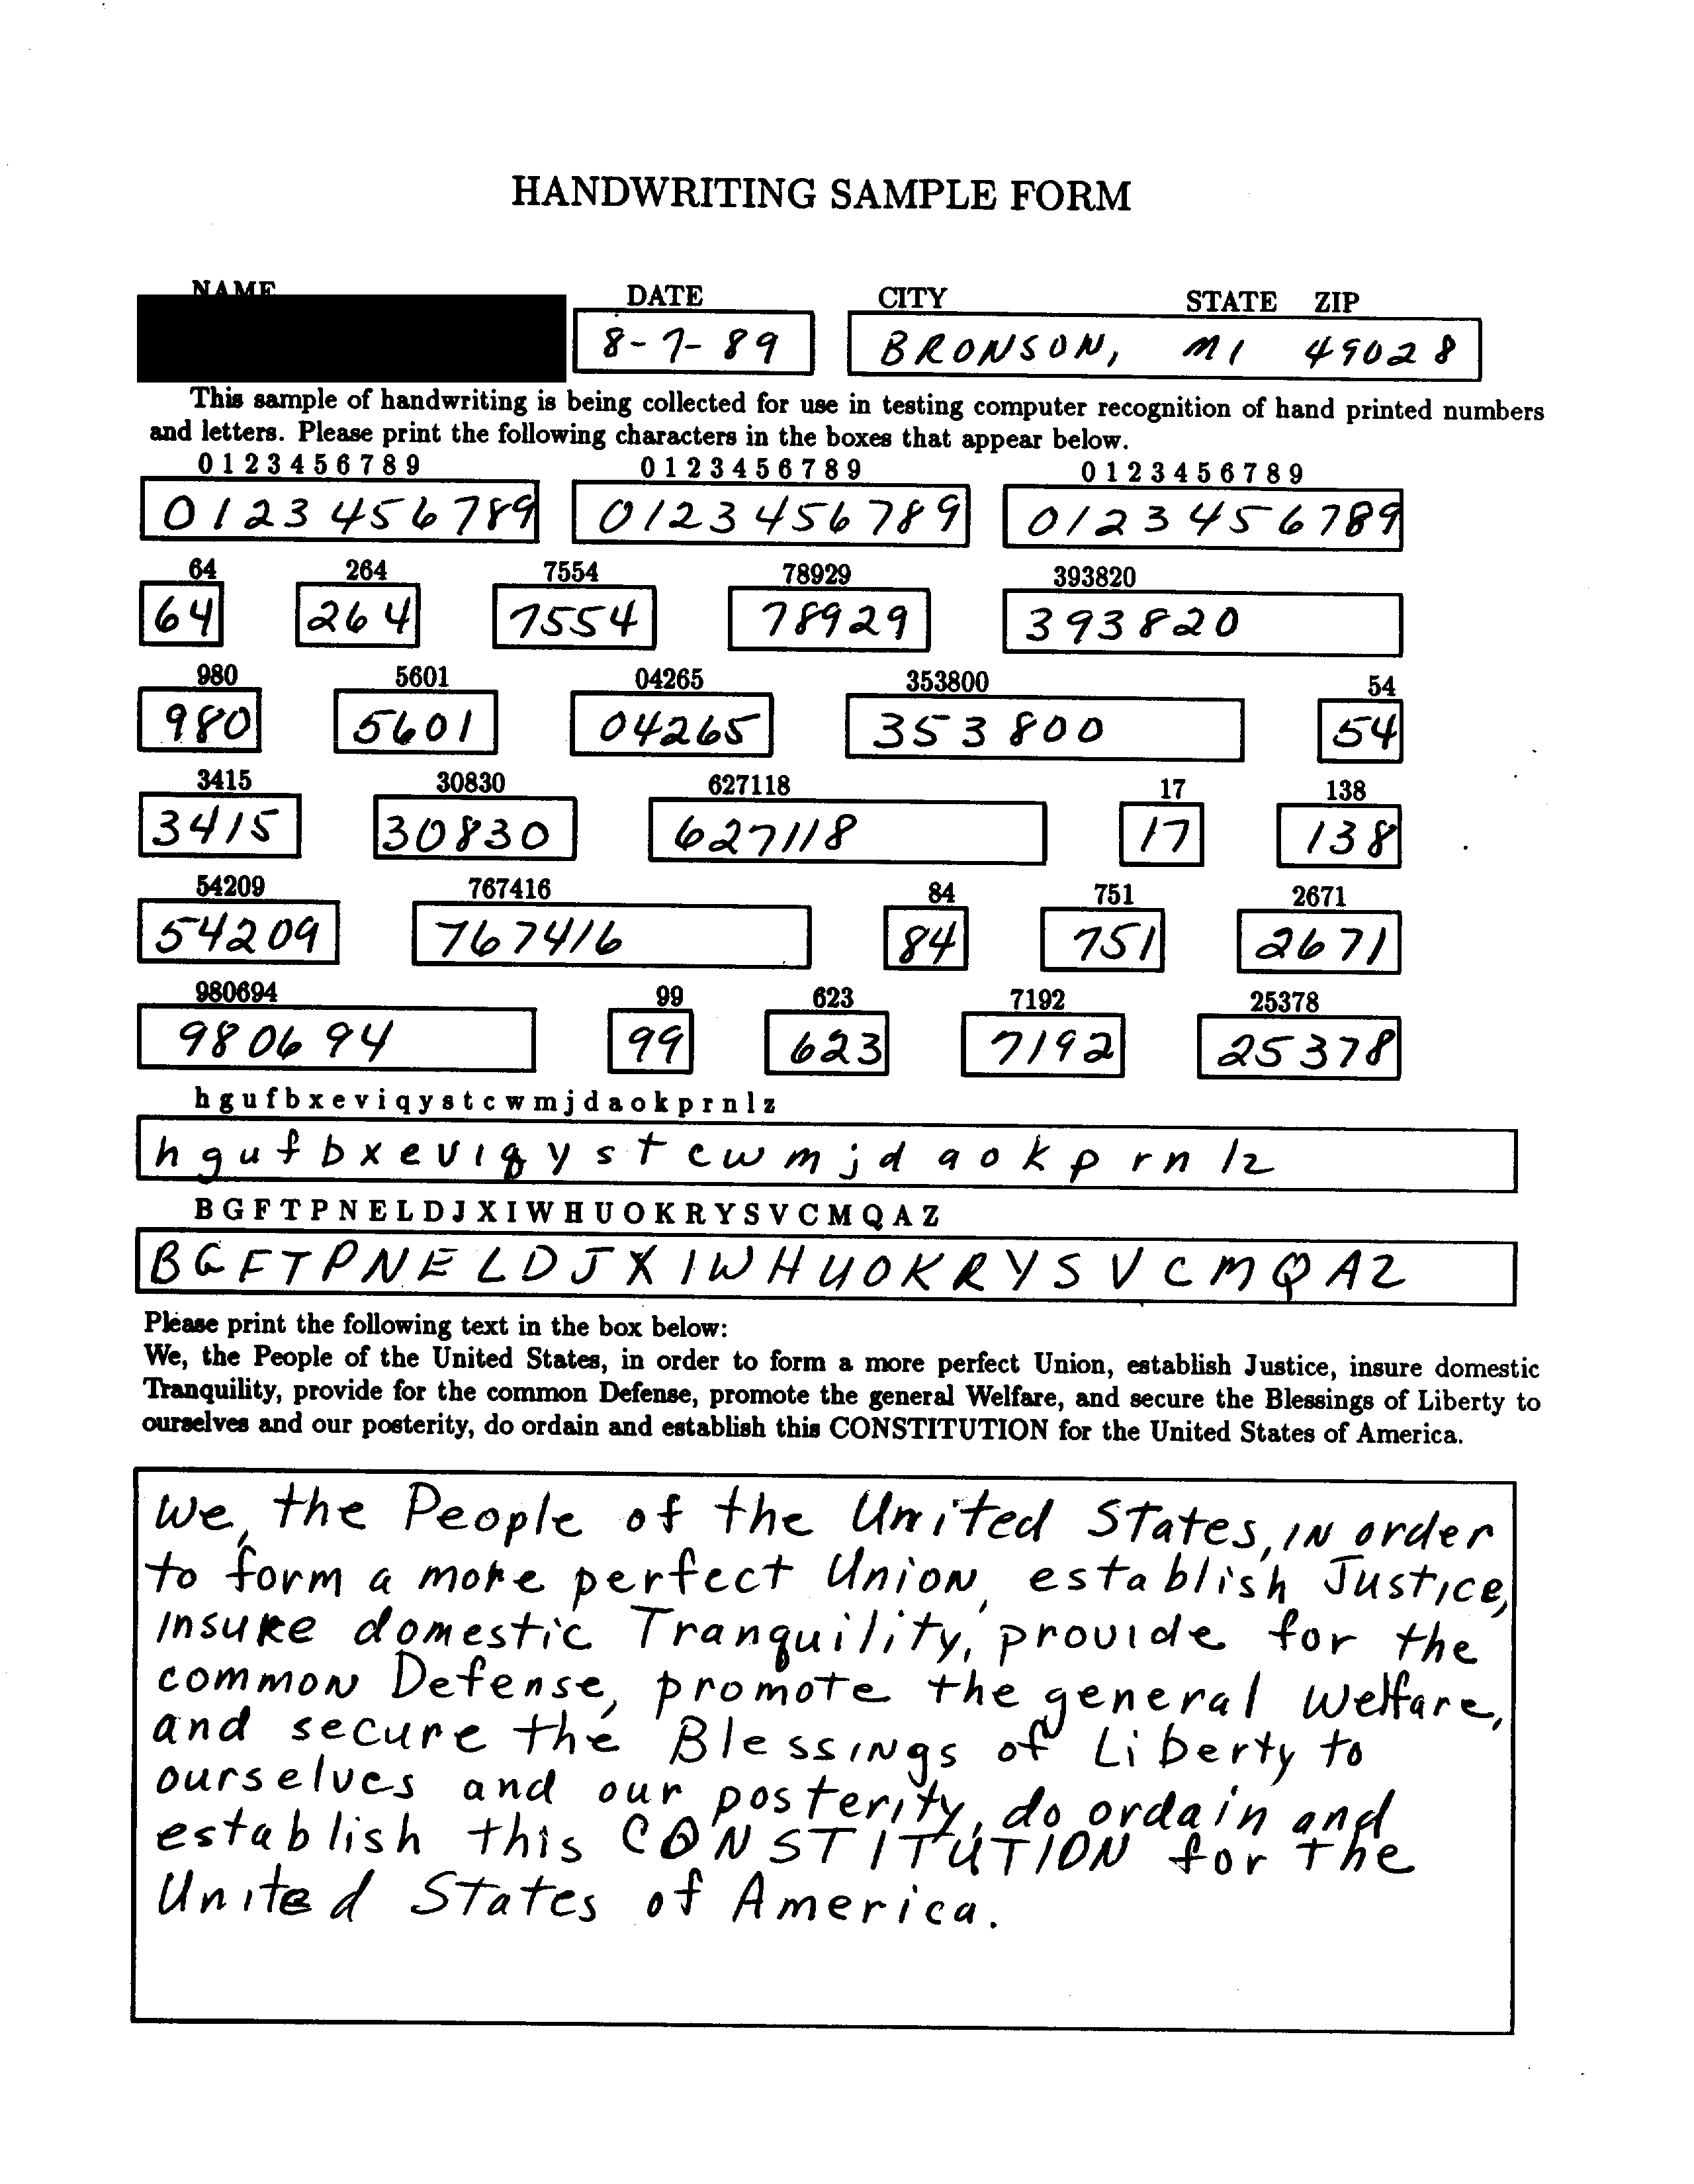 HANDWRITING SAMPLE FORM
NAME DATE CITY STATE ZIP
8-7-89 BRONSON, MI 49028
This sample of handwriting is being collected for use in testing computer recognition of hand printed numbers
and letters. Please print the following characters in the boxes that appear below.
0 1 2 3 4 5 6 7 8 9 0 1 2 3 4 5 6 7 8 9 0 1 2 3 4 5 6 7 8 9
0123456789 0123456789 0123456789
64 264 7554 78929 393820
64 264 7554 78929 393820
980 5601 04265 353800 54
980 5601 04265 353800 54
3415 30830 627118 17 138
3415 30830 627118 17 138
54209 767416 84 751 2671
54209 767416 84 751 2671
980694 99 623 7192 25378
980694 99 623 7192 25378
h g u f b x e v i q y s t c w m j d a o k p r n l z
h g u f b x e v i q y s t c w m j d a o k p r n l z
B G F T P N E L D J X I W H U O K R Y S V C M Q A Z
B G F T P N E L D J X I W H U O K R Y S V C M Q A Z
Please print the following text in the box below:
We, the People of the United States, in order to form a more perfect Union, establish Justice, insure domestic
Tranquility, provide for the common Defense, promote the general Welfare, and secure the Blessings of Liberty to
ourselves and our posterity, do ordain and establish this CONSTITUTION for the United States of America.
We, the People of the United States, in order
to form a more perfect Union, establish Justice,
insure domestic Tranquility, provide for the
common Defense, promote the general Welfare,
and secure the Blessings of Liberty to
ourselves and our posterity, do ordain and
establish this CONSTITUTION for the
United States of America.